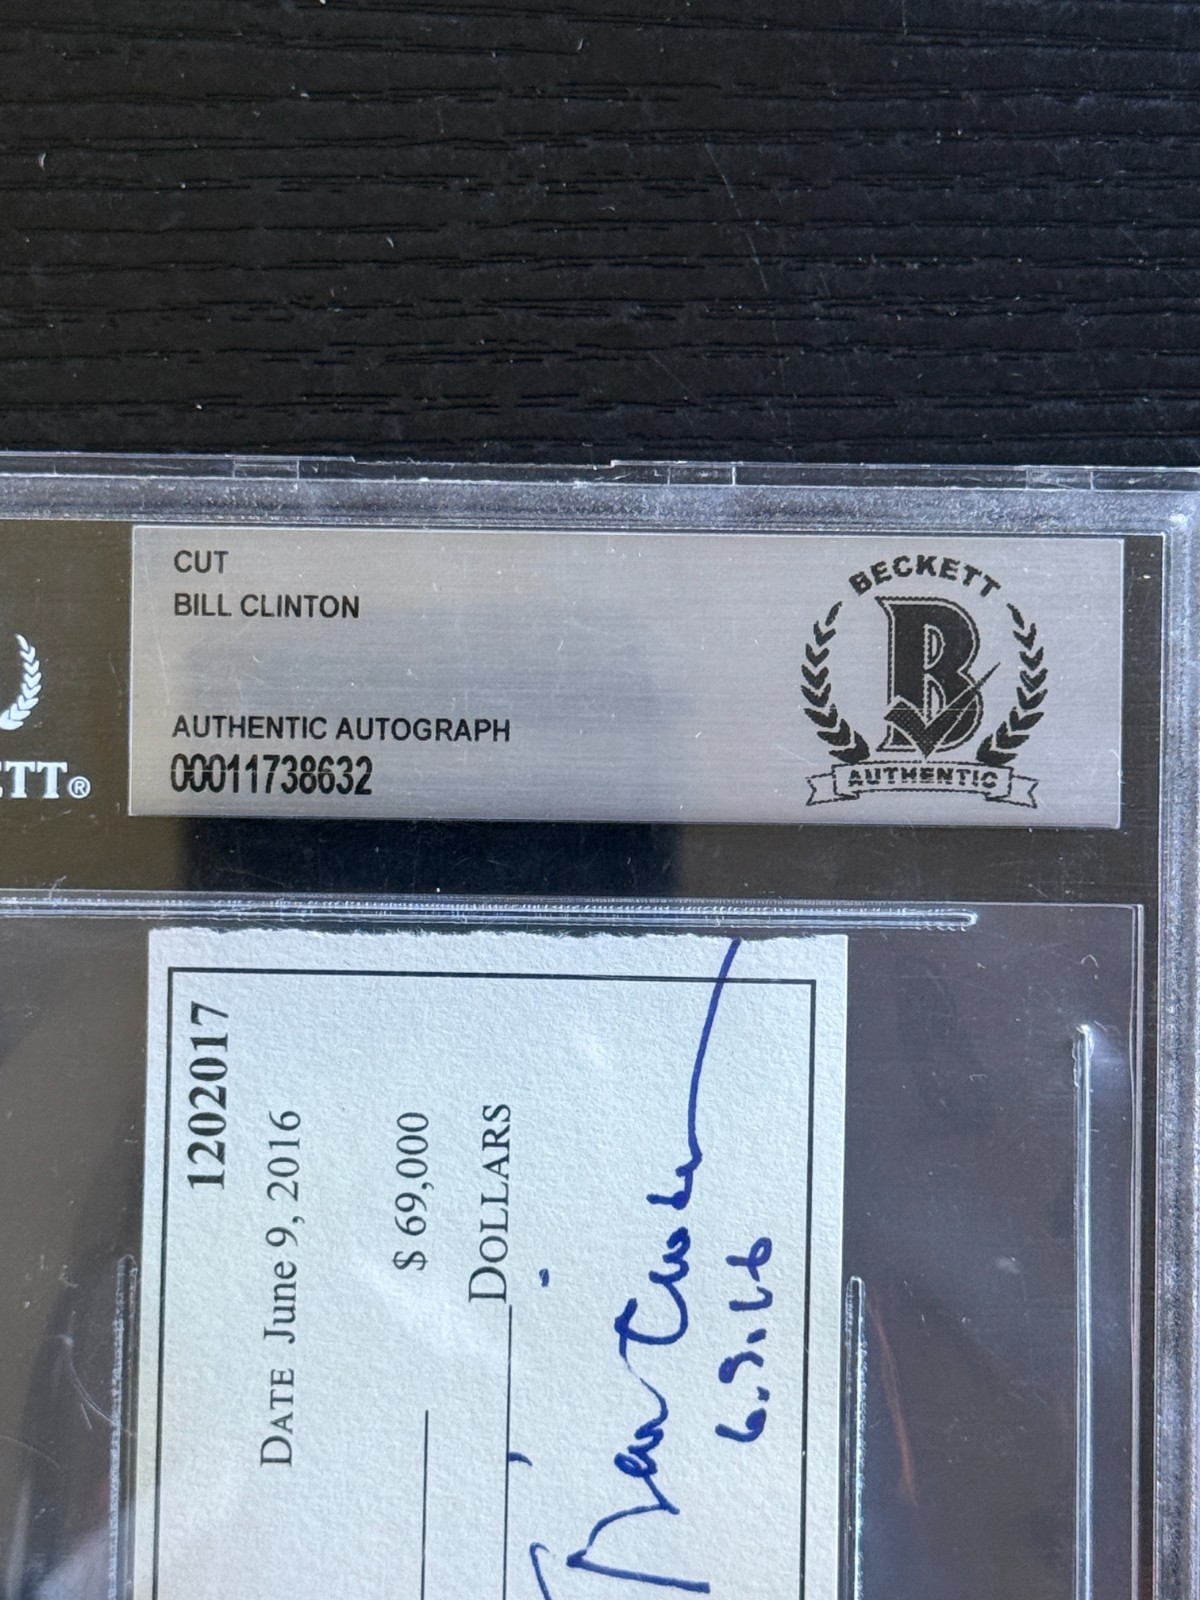 CUT
BILL CLINTON
AUTHENTIC AUTOGRAPH
00011738632
BECKETT
B
AUTHENTIC
ETT®
1202017
DATE June 9, 2016
$ 69,000
DOLLARS
6.9.16